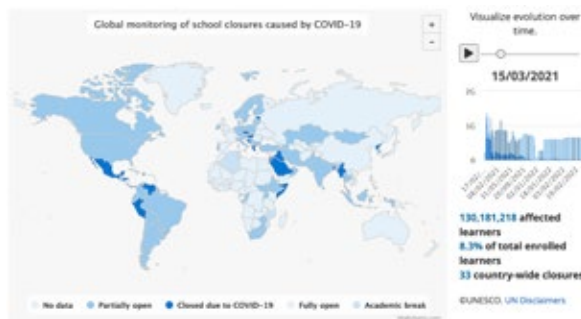 Global monitoring of school closures caused by COVID-19
+
-
No data
Partially open
Closed due to COVID-19
Fully open
Academic break
Visualize evolution over
time.
15/03/2021
130,181,218 affected
learners
8.3% of total enrolled
learners
33 country-wide closures
©UNESCO. UN Disclaimers